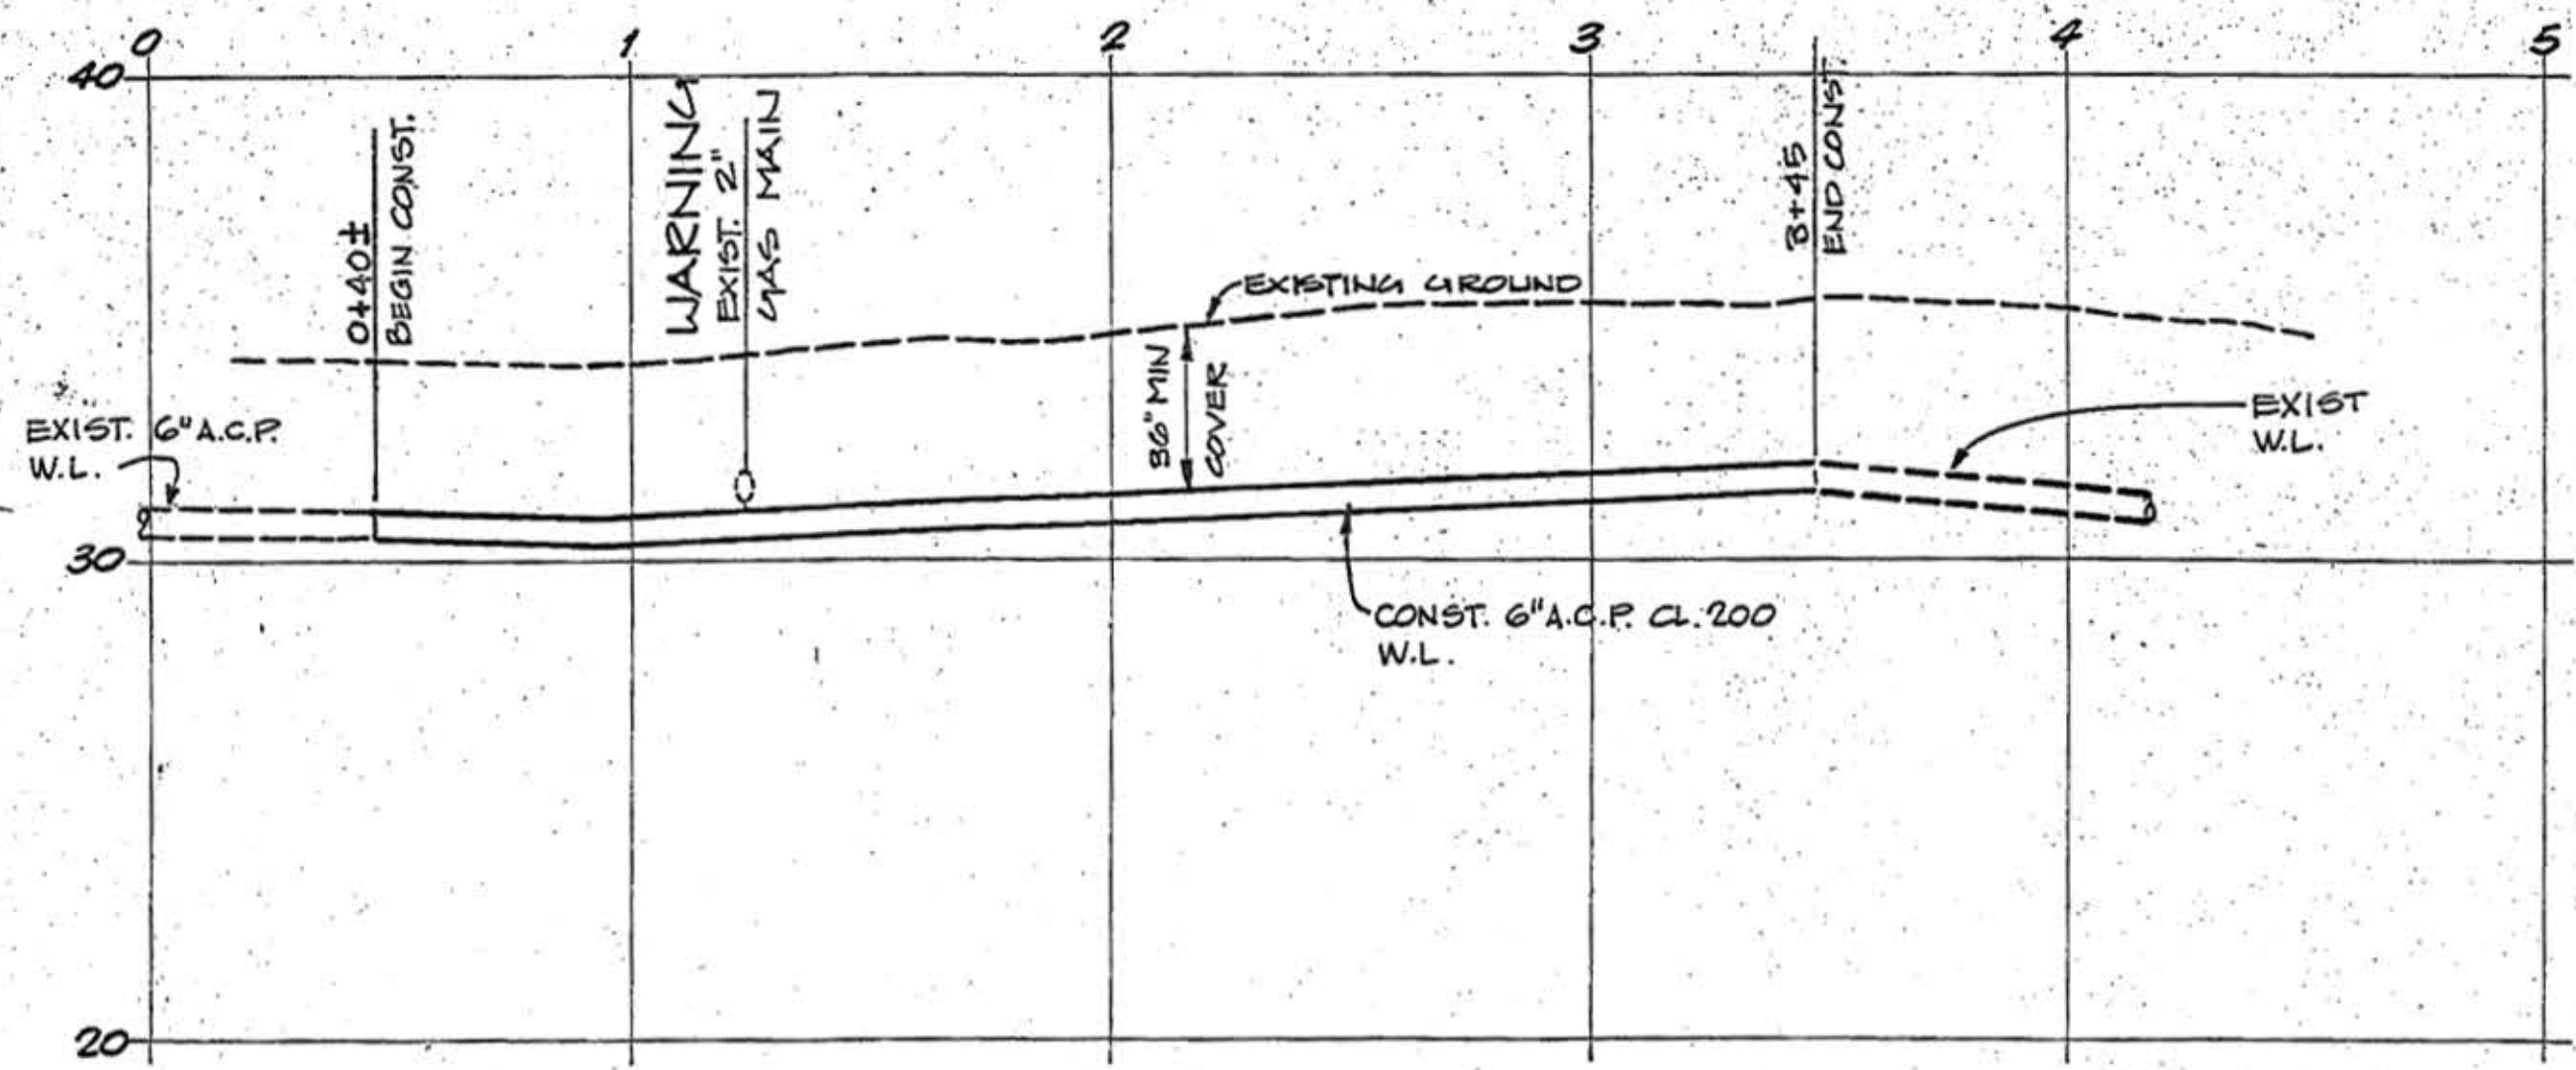 0 1 2 3 4 5
40
0+40±
BEGIN CONST.
WARNING
EXIST. 2"
GAS MAIN
3+45
END CONST.
EXISTING GROUND
36" MIN
COVER
EXIST. 6" A.C.P.
W.L.
EXIST
W.L.
30
CONST. 6" A.C.P. CL. 200
W.L.
20